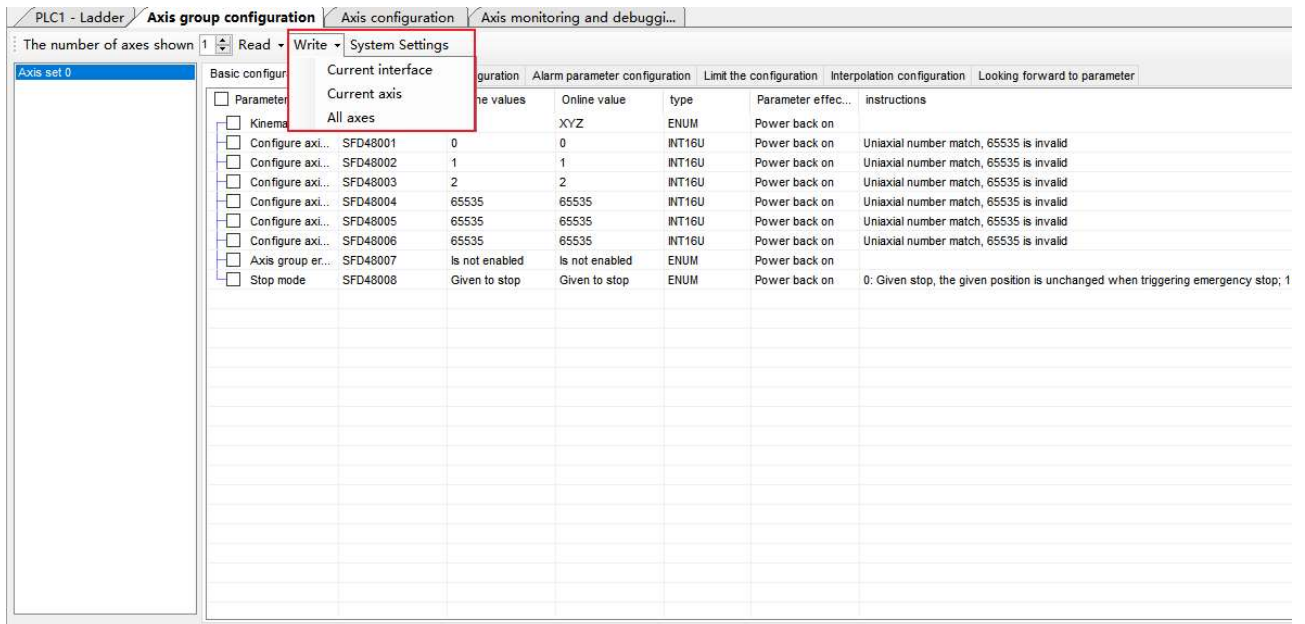 PLC1 - Ladder Axis group configuration Axis configuration Axis monitoring and debuggi...
The number of axes shown 1 Read Write System Settings
Axis set 0
Basic configur guration Alarm parameter configuration Limit the configuration Interpolation configuration Looking forward to parameter
Current interface
Current axis
All axes
Parameter ne values Online value type Parameter effec... instructions
Kinema XYZ ENUM Power back on
Configure axi... SFD48001 0 0 INT16U Power back on Uniaxial number match, 65535 is invalid
Configure axi... SFD48002 1 1 INT16U Power back on Uniaxial number match, 65535 is invalid
Configure axi... SFD48003 2 2 INT16U Power back on Uniaxial number match, 65535 is invalid
Configure axi... SFD48004 65535 65535 INT16U Power back on Uniaxial number match, 65535 is invalid
Configure axi... SFD48005 65535 65535 INT16U Power back on Uniaxial number match, 65535 is invalid
Configure axi... SFD48006 65535 65535 INT16U Power back on Uniaxial number match, 65535 is invalid
Axis group er... SFD48007 Is not enabled Is not enabled ENUM Power back on
Stop mode SFD48008 Given to stop Given to stop ENUM Power back on 0: Given stop, the given position is unchanged when triggering emergency stop; 1